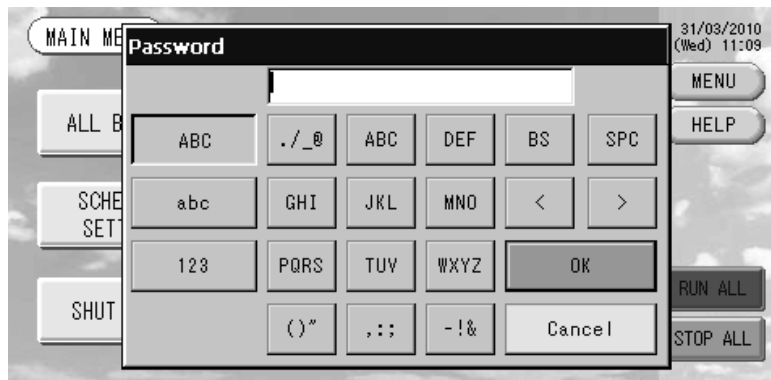 MAIN ME
31/03/2010
(Wed) 11:09
Password
MENU
HELP
ALL B
ABC
./_@
ABC
DEF
BS
SPC
SCHE
SETT
abc
GHI
JKL
MNO
<
>
123
PQRS
TUV
WXYZ
OK
RUN ALL
SHUT
()"
,:;
-!&
Cancel
STOP ALL